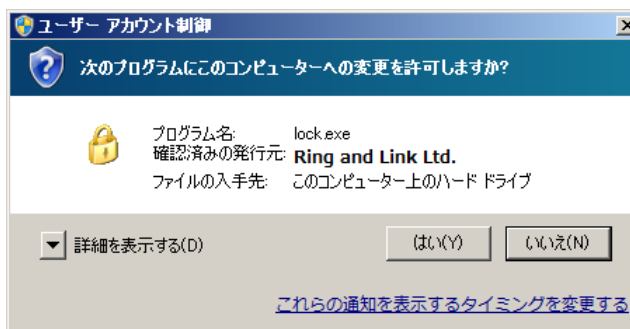 ユーザー アカウント制御
次のプログラムにこのコンピューターへの変更を許可しますか?
プログラム名: lock.exe
確認済みの発行元: Ring and Link Ltd.
ファイルの入手先: このコンピューター上のハード ドライブ
詳細を表示する(D)
はい(Y)
いいえ(N)
これらの通知を表示するタイミングを変更する